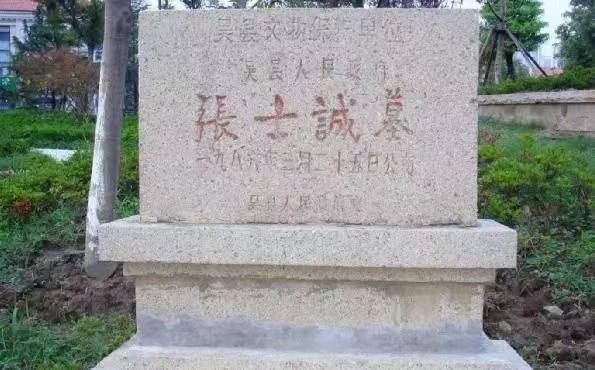 吴县文物保护单位
吴县人民政府
張士誠墓
一九八六年三月二十五日公布
吴县人民政府立